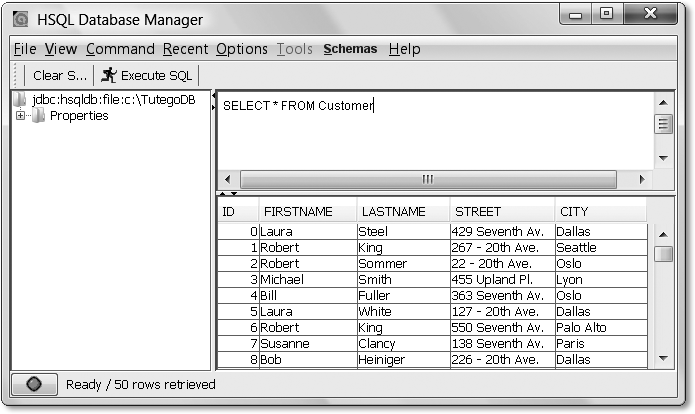 HSQL Database Manager
File View Command Recent Options Tools Schemas Help
Clear S... Execute SQL
jdbc:hsqldb:file:c:\TutegoDB
Properties
SELECT * FROM Customer
ID FIRSTNAME LASTNAME STREET CITY
0 Laura Steel 429 Seventh Av. Dallas
1 Robert King 267 - 20th Ave. Seattle
2 Robert Sommer 22 - 20th Ave. Oslo
3 Michael Smith 455 Upland Pl. Lyon
4 Bill Fuller 363 Seventh Av. Oslo
5 Laura White 127 - 20th Ave. Dallas
6 Robert King 550 Seventh Av. Palo Alto
7 Susanne Clancy 138 Seventh Av. Paris
8 Bob Heiniger 226 - 20th Ave. Dallas
Ready / 50 rows retrieved